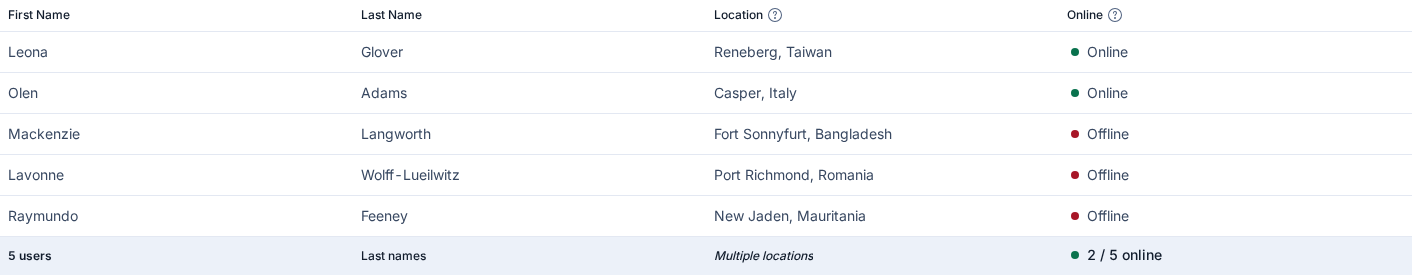 First Name Last Name Location Online
Leona Glover Reneberg, Taiwan Online
Olen Adams Casper, Italy Online
Mackenzie Langworth Fort Sonnyfurt, Bangladesh Offline
Lavonne Wolff-Lueilwitz Port Richmond, Romania Offline
Raymundo Feeney New Jaden, Mauritania Offline
5 users Last names Multiple locations 2 / 5 online